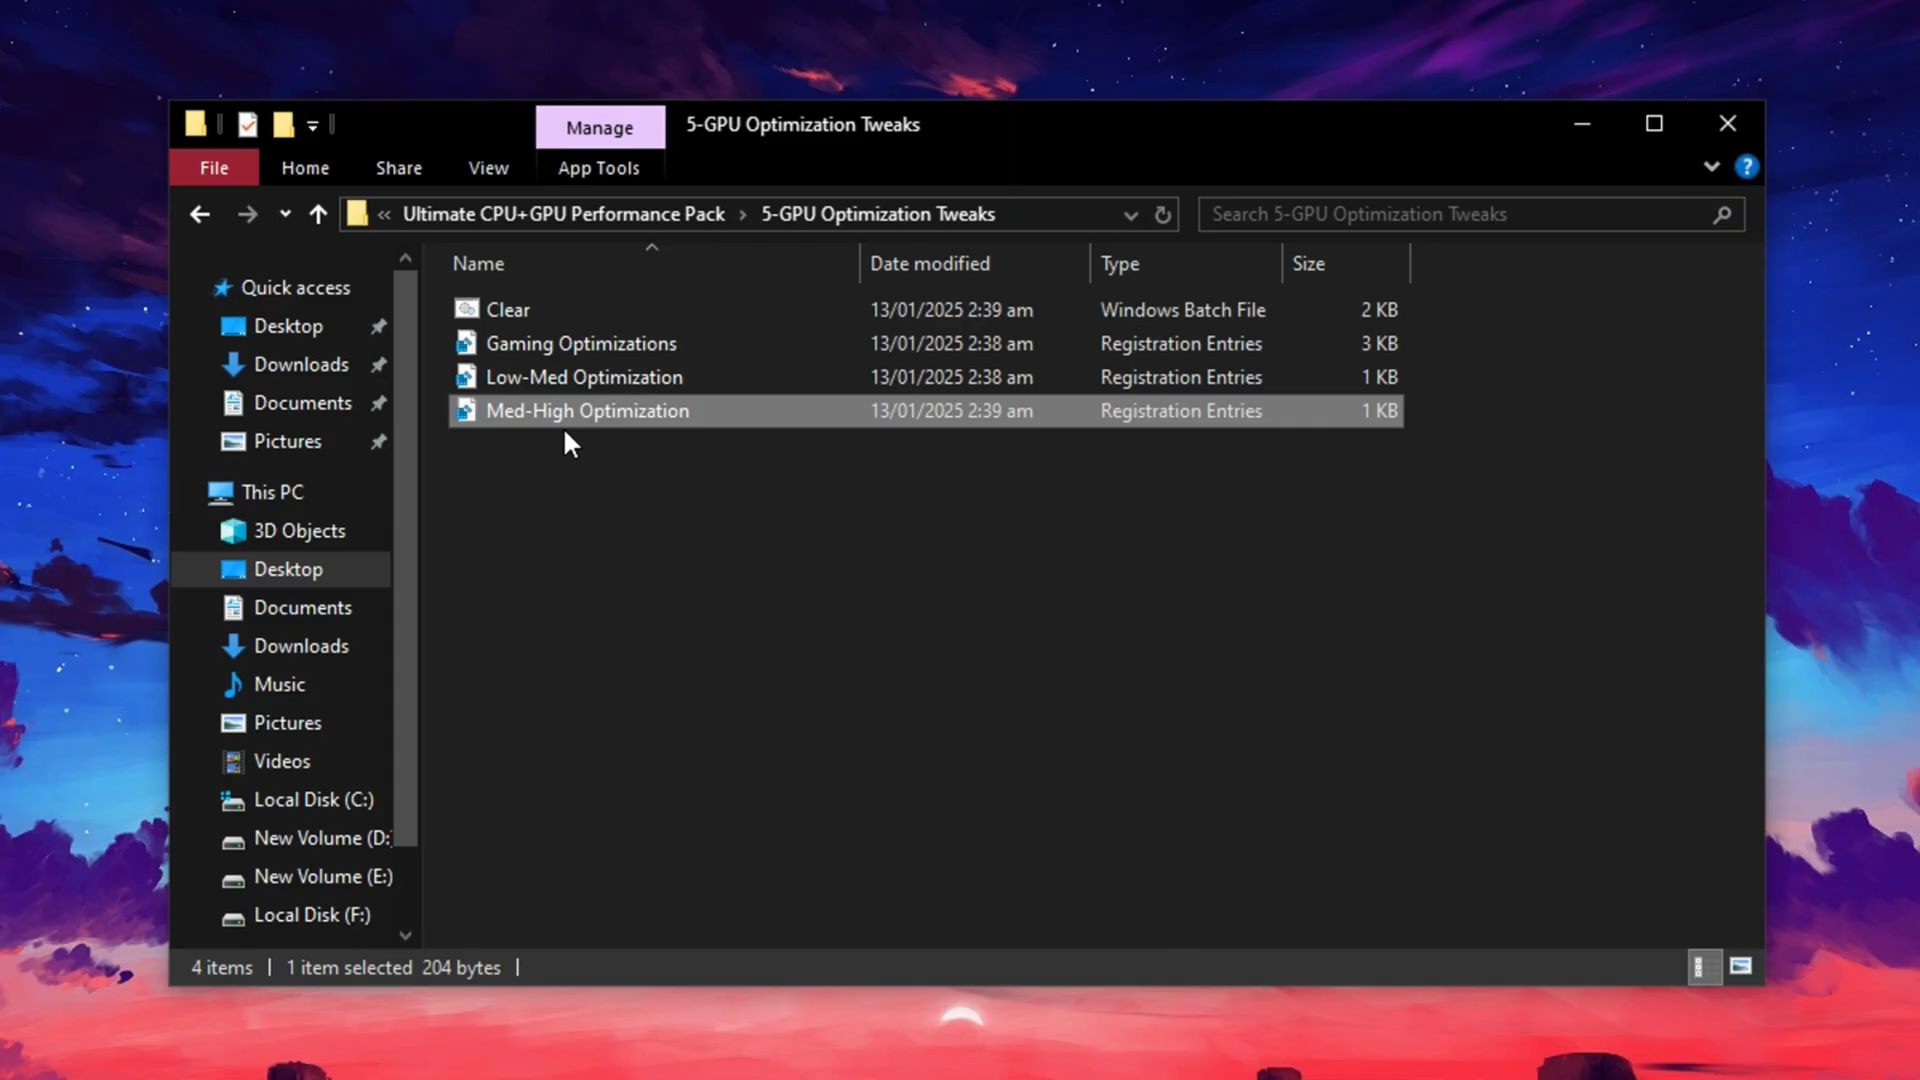 Manage
5-GPU Optimization Tweaks
File
Home
Share
View
App Tools
?
« Ultimate CPU+GPU Performance Pack > 5-GPU Optimization Tweaks
Search 5-GPU Optimization Tweaks
Name
Date modified
Type
Size
Clear 13/01/2025 2:39 am Windows Batch File 2 KB
Gaming Optimizations 13/01/2025 2:38 am Registration Entries 3 KB
Low-Med Optimization 13/01/2025 2:38 am Registration Entries 1 KB
Med-High Optimization 13/01/2025 2:39 am Registration Entries 1 KB
Quick access
Desktop
Downloads
Documents
Pictures
This PC
3D Objects
Desktop
Documents
Downloads
Music
Pictures
Videos
Local Disk (C:)
New Volume (D:
New Volume (E:)
Local Disk (F:)
4 items | 1 item selected 204 bytes |